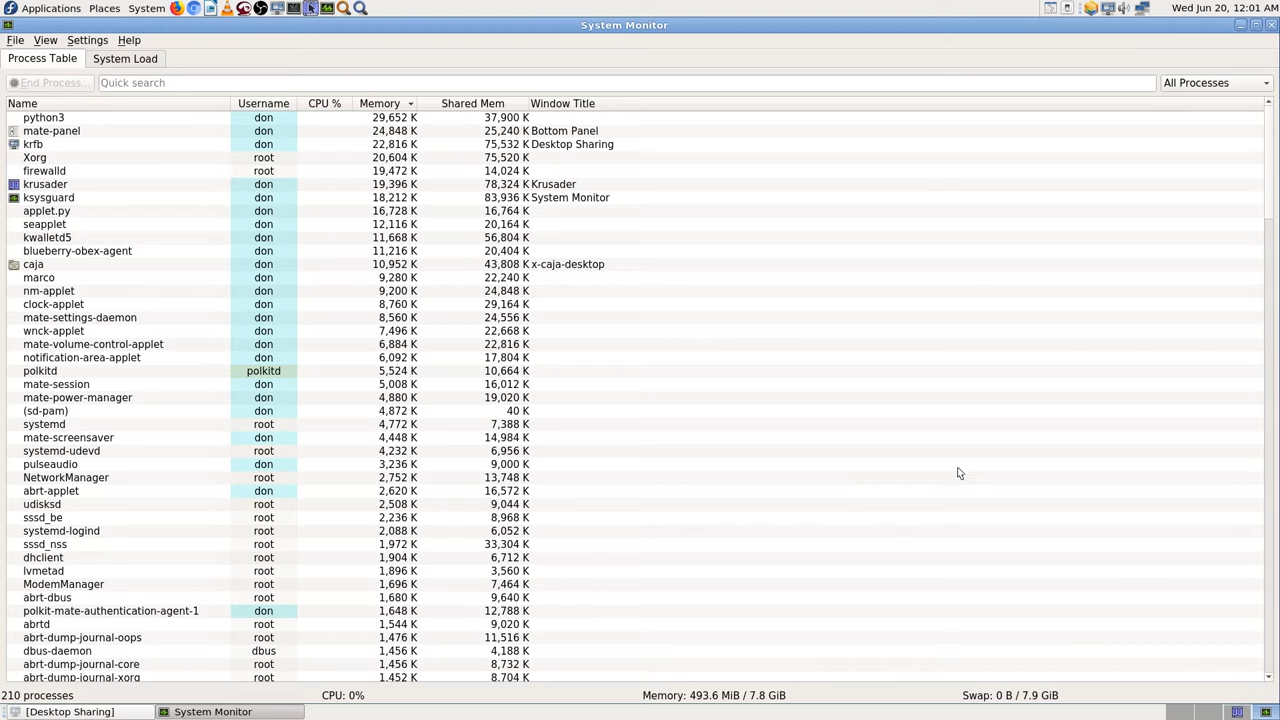 Applications Places System Wed Jun 20, 12:01 AM
System Monitor
File View Settings Help
Process Table System Load
End Process... Quick search All Processes
Name Username CPU % Memory Shared Mem Window Title
python3 don 29,652 K 37,900 K
mate-panel don 24,848 K 25,240 K Bottom Panel
krfb don 22,816 K 75,532 K Desktop Sharing
Xorg root 20,604 K 75,520 K
firewalld root 19,472 K 14,024 K
krusader don 19,396 K 78,324 K Krusader
ksysguard don 18,212 K 83,936 K System Monitor
applet.py don 16,728 K 16,764 K
seapplet don 12,116 K 20,164 K
kwalletd5 don 11,668 K 56,804 K
blueberry-obex-agent don 11,216 K 20,404 K
caja don 10,952 K 43,808 K x-caja-desktop
marco don 9,280 K 22,240 K
nm-applet don 9,200 K 24,848 K
clock-applet don 8,760 K 29,164 K
mate-settings-daemon don 8,560 K 24,556 K
wnck-applet don 7,496 K 22,668 K
mate-volume-control-applet don 6,884 K 22,816 K
notification-area-applet don 6,092 K 17,804 K
polkitd polkitd 5,524 K 10,664 K
mate-session don 5,008 K 16,012 K
mate-power-manager don 4,880 K 19,020 K
(sd-pam) don 4,872 K 40 K
systemd root 4,772 K 7,388 K
mate-screensaver don 4,448 K 14,984 K
systemd-udevd root 4,232 K 6,956 K
pulseaudio don 3,236 K 9,000 K
NetworkManager root 2,752 K 13,748 K
abrt-applet don 2,620 K 16,572 K
udisksd root 2,508 K 9,044 K
sssd_be root 2,236 K 8,968 K
systemd-logind root 2,088 K 6,052 K
sssd_nss root 1,972 K 33,304 K
dhclient root 1,904 K 6,712 K
lvmetad root 1,896 K 3,560 K
ModemManager root 1,696 K 7,464 K
abrt-dbus root 1,680 K 9,640 K
polkit-mate-authentication-agent-1 don 1,648 K 12,788 K
abrtd root 1,544 K 9,020 K
abrt-dump-journal-oops root 1,476 K 11,516 K
dbus-daemon dbus 1,456 K 4,188 K
abrt-dump-journal-core root 1,456 K 8,732 K
abrt-dump-journal-xorg root 1,452 K 8,704 K
210 processes CPU: 0% Memory: 493.6 MiB / 7.8 GiB Swap: 0 B / 7.9 GiB
[Desktop Sharing] System Monitor